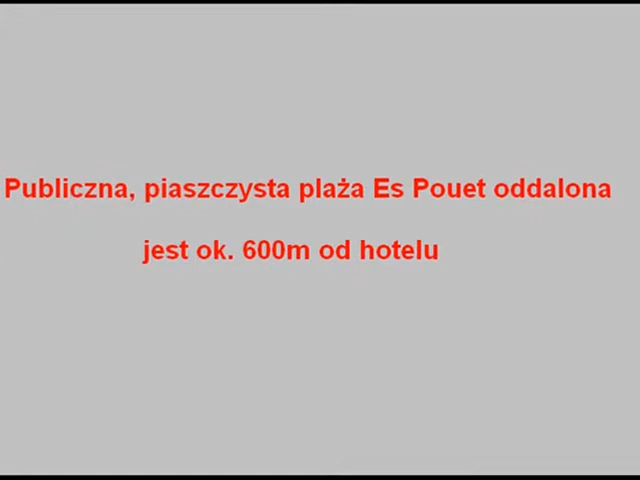 Publiczna, piaszczysta plaża Es Pouet oddalona
jest ok. 600m od hotelu